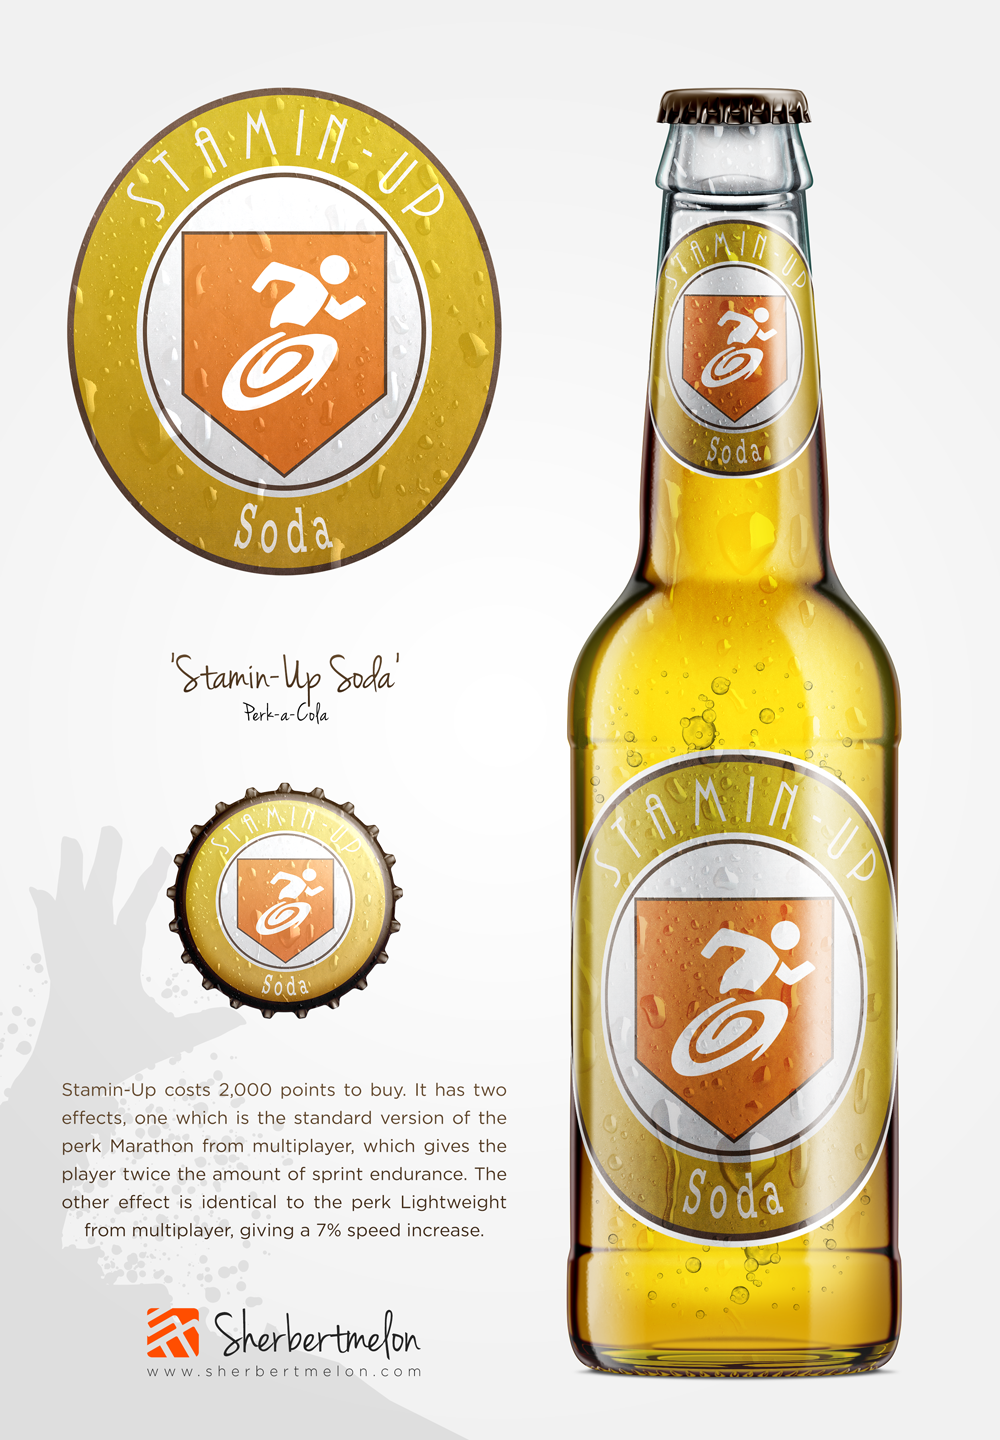 STAMIN-UP
Soda
'Stamin-Up Soda'
Perk-a-Cola
STAMIN-UP
Soda
Stamin-Up costs 2,000 points to buy. It has two
effects, one which is the standard version of the
perk Marathon from multiplayer, which gives the
player twice the amount of sprint endurance. The
other effect is identical to the perk Lightweight
from multiplayer, giving a 7% speed increase.
Sherbertmelon
www.sherbertmelon.com
STAMIN-UP
Soda
STAMIN-UP
Soda